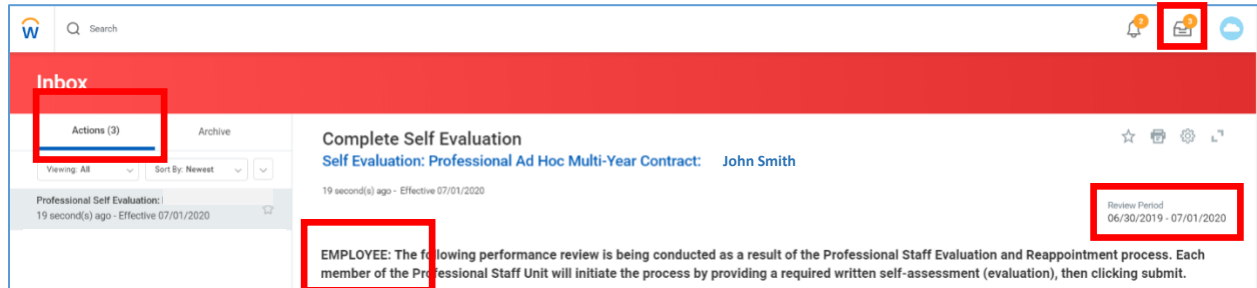 W Search 2 3
Inbox
Actions (3) Archive
Viewing: All Sort By: Newest
Professional Self Evaluation:
19 second(s) ago - Effective 07/01/2020
Complete Self Evaluation
Self Evaluation: Professional Ad Hoc Multi-Year Contract: John Smith
19 second(s) ago - Effective 07/01/2020
Review Period
06/30/2019 - 07/01/2020
EMPLOYEE: The following performance review is being conducted as a result of the Professional Staff Evaluation and Reappointment process. Each
member of the Professional Staff Unit will initiate the process by providing a required written self-assessment (evaluation), then clicking submit.